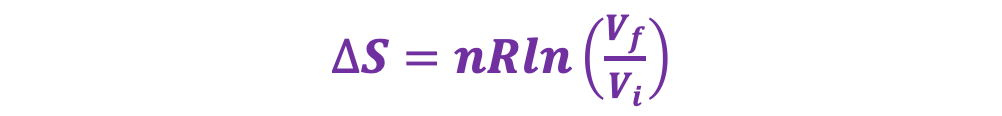 ΔS = nRln(V_f/V_i)